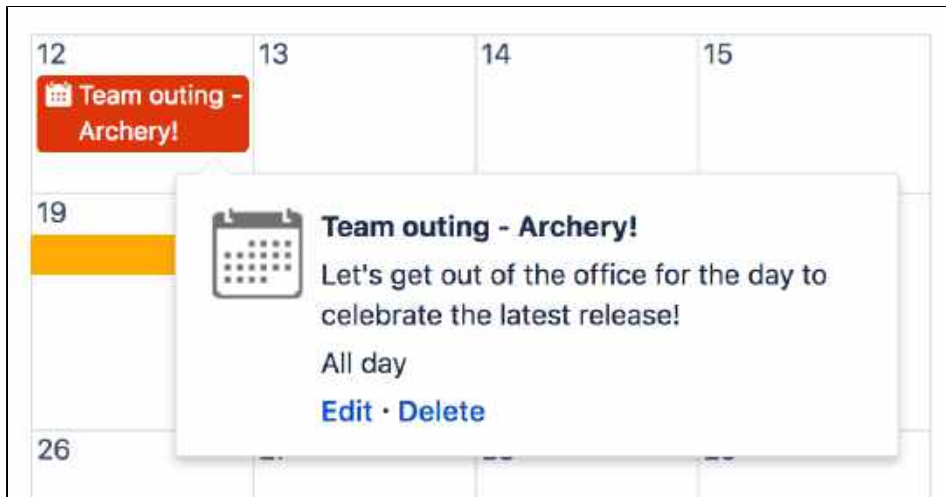 12
13
14
15
Team outing -
Archery!
19
Team outing - Archery!
Let's get out of the office for the day to
celebrate the latest release!
All day
Edit · Delete
26